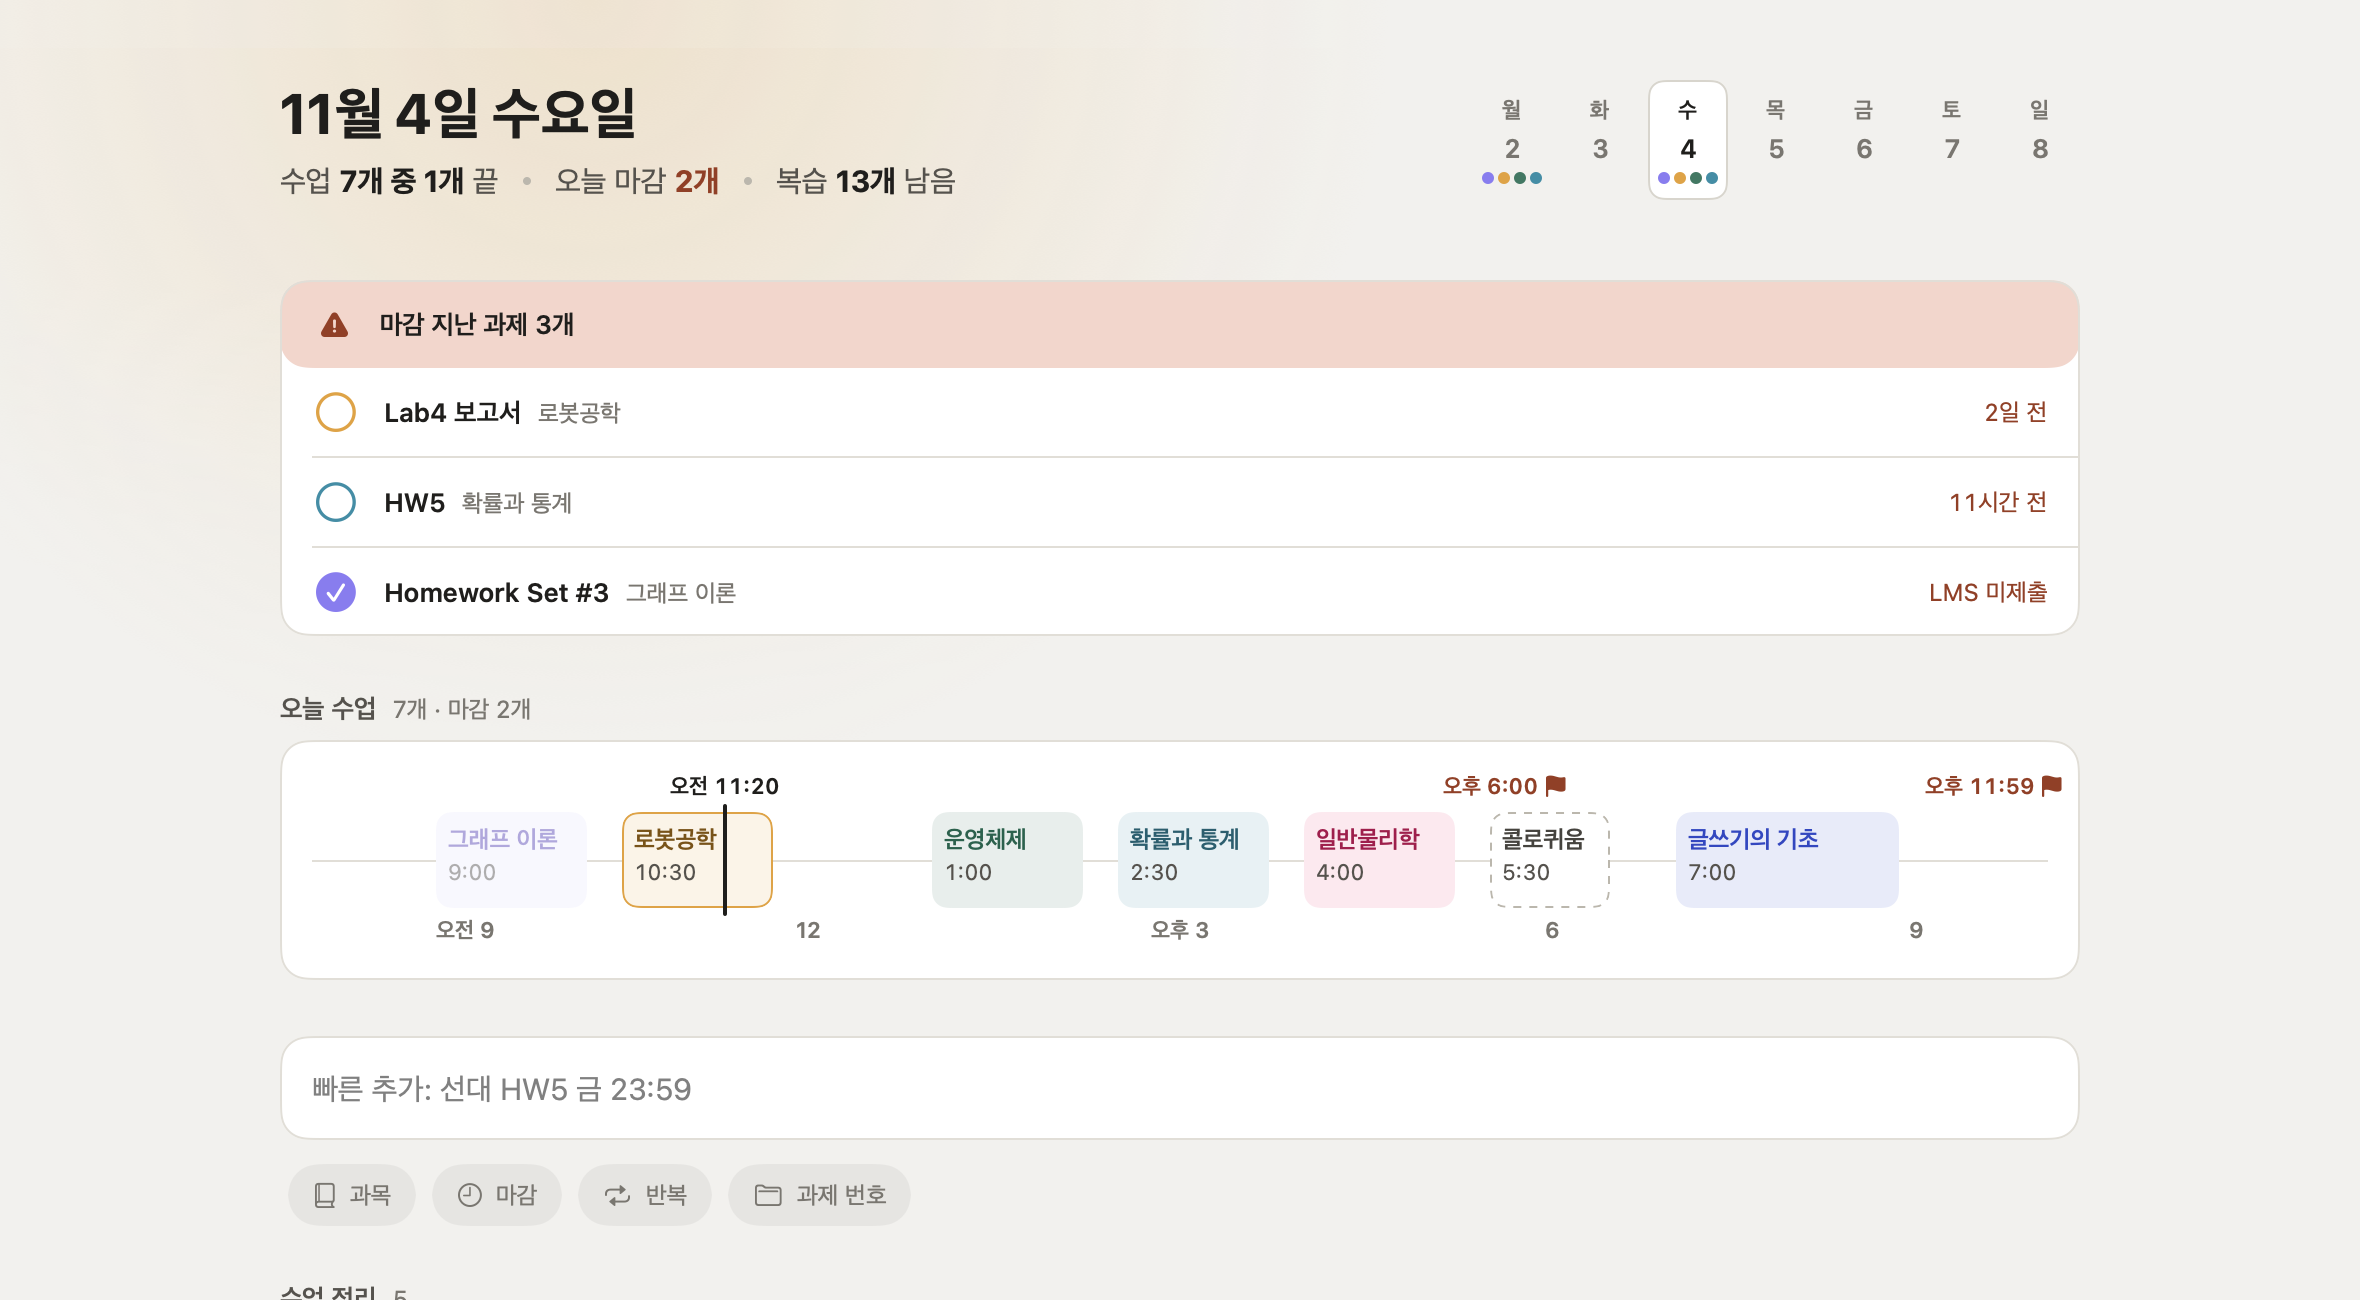 11월 4일 수요일
수업 7개 중 1개 끝 • 오늘 마감 2개 • 복습 13개 남음
월 화 수 목 금 토 일
2 3 4 5 6 7 8
마감 지난 과제 3개
Lab4 보고서 로봇공학 2일 전
HW5 확률과 통계 11시간 전
Homework Set #3 그래프 이론 LMS 미제출
오늘 수업 7개 · 마감 2개
오전 11:20 오후 6:00 오후 11:59
그래프 이론 로봇공학 운영체제 확률과 통계 일반물리학 콜로퀴움 글쓰기의 기초
9:00 10:30 1:00 2:30 4:00 5:30 7:00
오전 9 12 오후 3 6 9
빠른 추가: 선대 HW5 금 23:59
과목 마감 반복 과제 번호
수업 정리 5